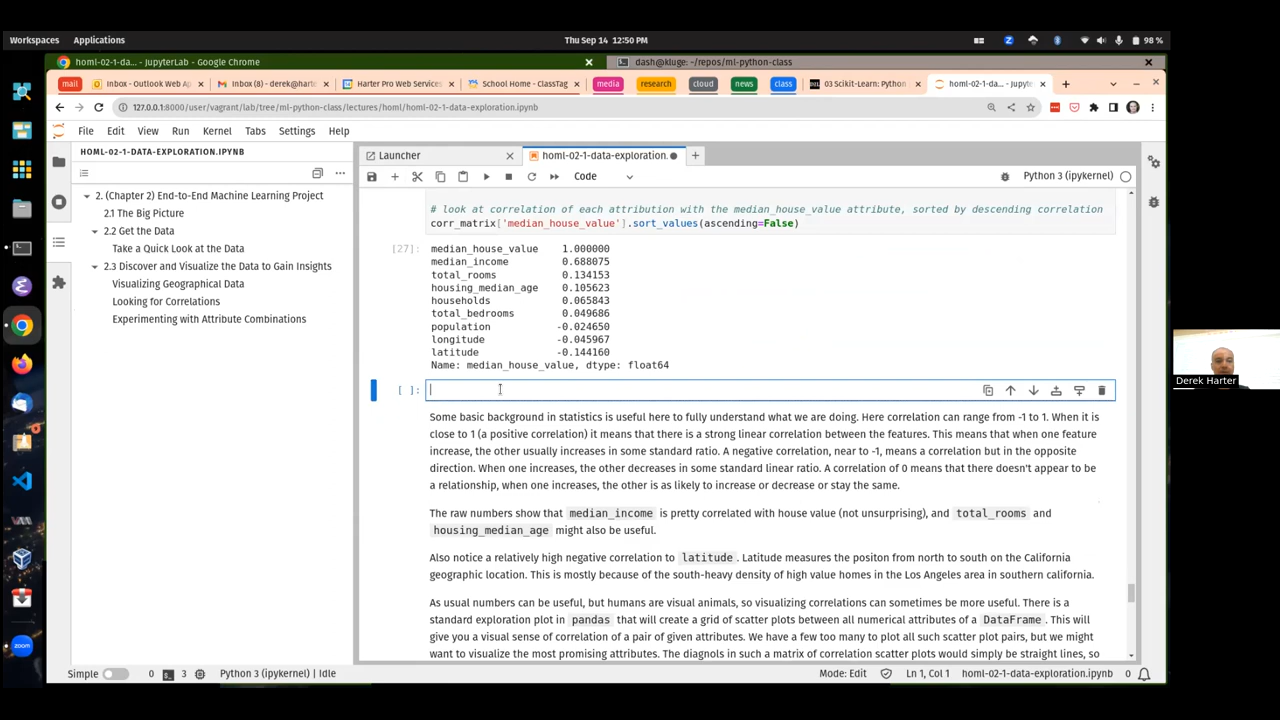 Workspaces Applications Thu Sep 14 12:50 PM 98 %
homl-02-1-da... - JupyterLab - Google Chrome dash@kluge: ~/repos/ml-python-class
mail Inbox - Outlook Web Ap Inbox (8) - derek@harte Harter Pro Web Services School Home - ClassTag media research cloud news class 03 Scikit-Learn: Python homl-02-1-da... - Jupyte
127.0.0.1:8000/user/vagrant/lab/tree/ml-python-class/lectures/homl/homl-02-1-data-exploration.ipynb
File Edit View Run Kernel Tabs Settings Help
HOML-02-1-DATA-EXPLORATION.IPYNB
Launcher
homl-02-1-data-exploration.
Code
Python 3 (ipykernel)
2. (Chapter 2) End-to-End Machine Learning Project
2.1 The Big Picture
2.2 Get the Data
Take a Quick Look at the Data
2.3 Discover and Visualize the Data to Gain Insights
Visualizing Geographical Data
Looking for Correlations
Experimenting with Attribute Combinations
# look at correlation of each attribution with the median_house_value attribute, sorted by descending correlation
corr_matrix['median_house_value'].sort_values(ascending=False)
[27]:
median_house_value 1.000000
median_income 0.688075
total_rooms 0.134153
housing_median_age 0.105623
households 0.065843
total_bedrooms 0.049686
population -0.024650
longitude -0.045967
latitude -0.144160
Name: median_house_value, dtype: float64
[ ]:
Some basic background in statistics is useful here to fully understand what we are doing. Here correlation can range from -1 to 1. When it is
close to 1 (a positive correlation) it means that there is a strong linear correlation between the features. This means that when one feature
increase, the other usually increases in some standard ratio. A negative correlation, near to -1, means a correlation but in the opposite
direction. When one increases, the other decreases in some standard linear ratio. A correlation of 0 means that there doesn't appear to be
a relationship, when one increases, the other is as likely to increase or decrease or stay the same.
The raw numbers show that median_income is pretty correlated with house value (not unsurprising), and total_rooms and
housing_median_age might also be useful.
Also notice a relatively high negative correlation to latitude. Latitude measures the positon from north to south on the California
geographic location. This is mostly because of the south-heavy density of high value homes in the Los Angeles area in southern california.
As usual numbers can be useful, but humans are visual animals, so visualizing correlations can sometimes be more useful. There is a
standard exploration plot in pandas that will create a grid of scatter plots between all numerical attributes of a DataFrame. This will
give you a visual sense of correlation of a pair of given attributes. We have a few too many to plot all such scatter plot pairs, but we might
want to visualize the most promising attributes. The diagnols in such a matrix of correlation scatter plots would simply be straight lines, so
Simple 0 3 Python 3 (ipykernel) | Idle Mode: Edit Ln 1, Col 1 homl-02-1-data-exploration.ipynb 0
Derek Harter
zoom